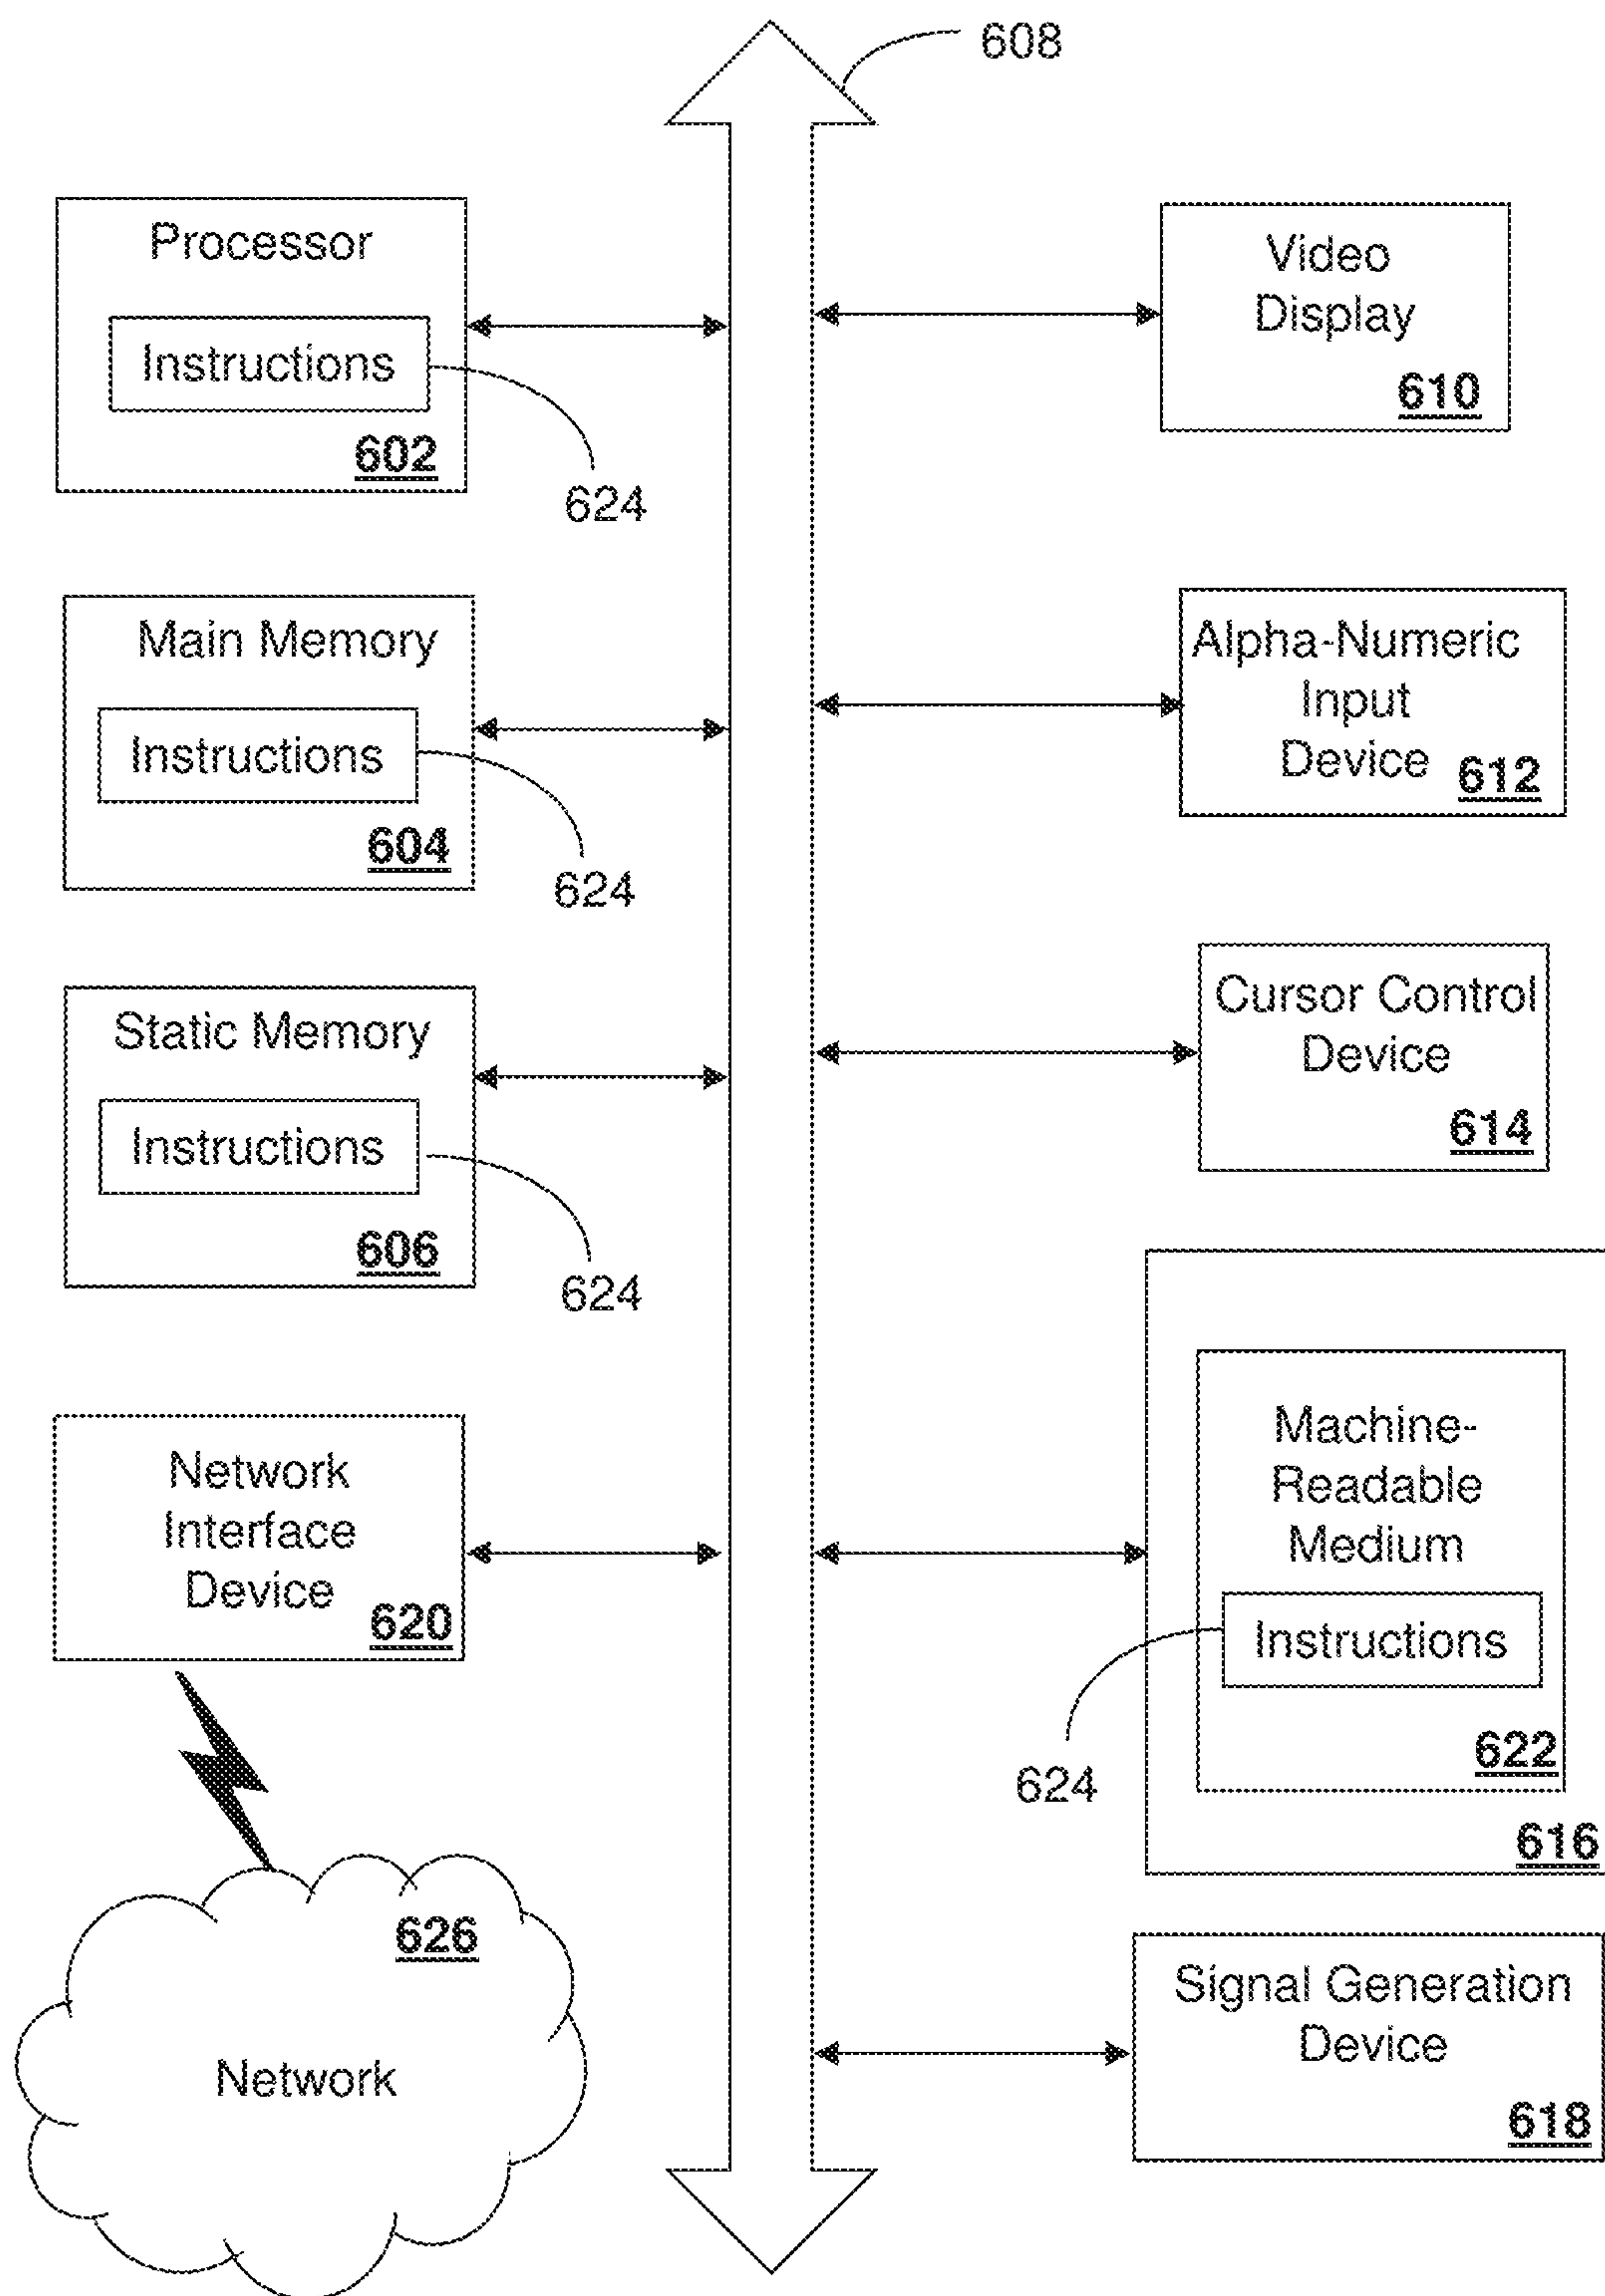 608
Processor
Instructions
602
624
Video
Display
610
Main Memory
Instructions
604
624
Alpha-Numeric
Input
Device
612
Static Memory
Instructions
606
624
Cursor Control
Device
614
Network
Interface
Device
620
Machine-
Readable
Medium
Instructions
624
622
616
626
Network
Signal Generation
Device
618